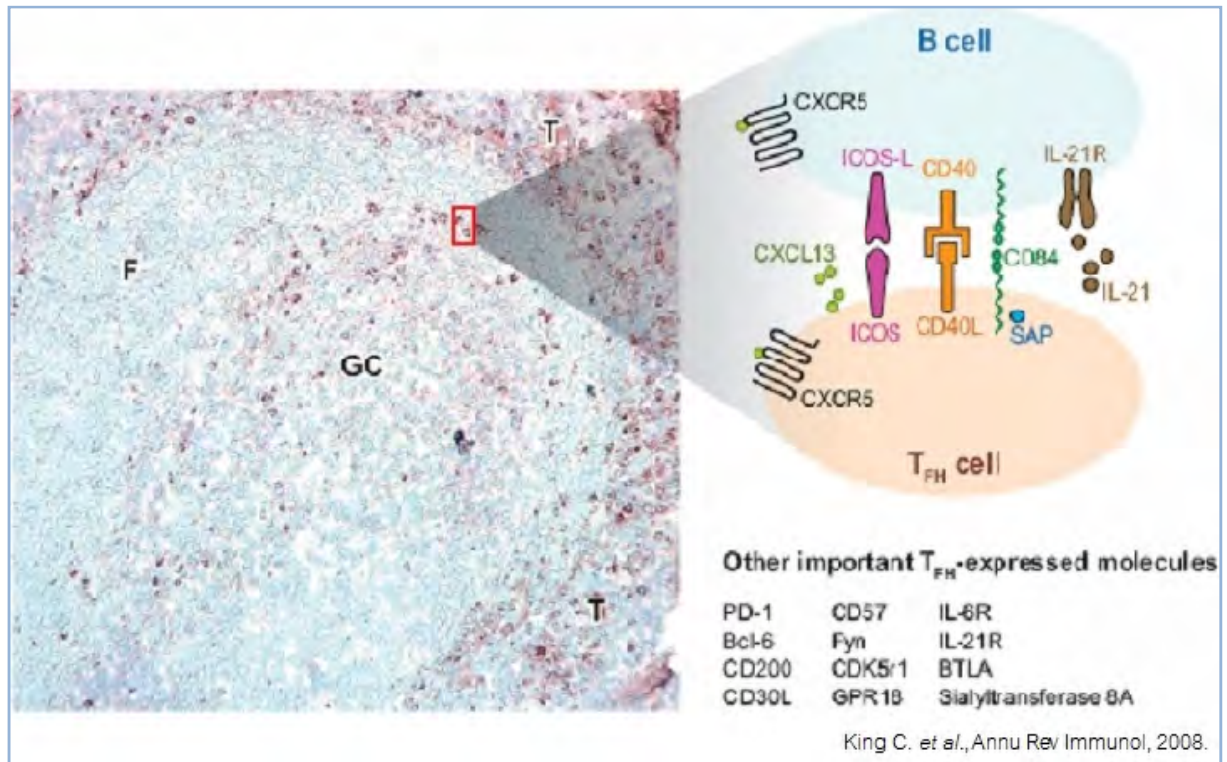 B cell
CXCR5
ICOS-L
CD40
IL-21R
CXCL13
CD84
IL-21
ICOS
CD40L
SAP
CXCR5
TFH cell
T
F
GC
T
Other important TFH-expressed molecules
PD-1 CD57 IL-6R
Bcl-6 Fyn IL-21R
CD200 CDK5r1 BTLA
CD30L GPR18 Sialyltransferase 8A
King C. et al., Annu Rev Immunol, 2008.